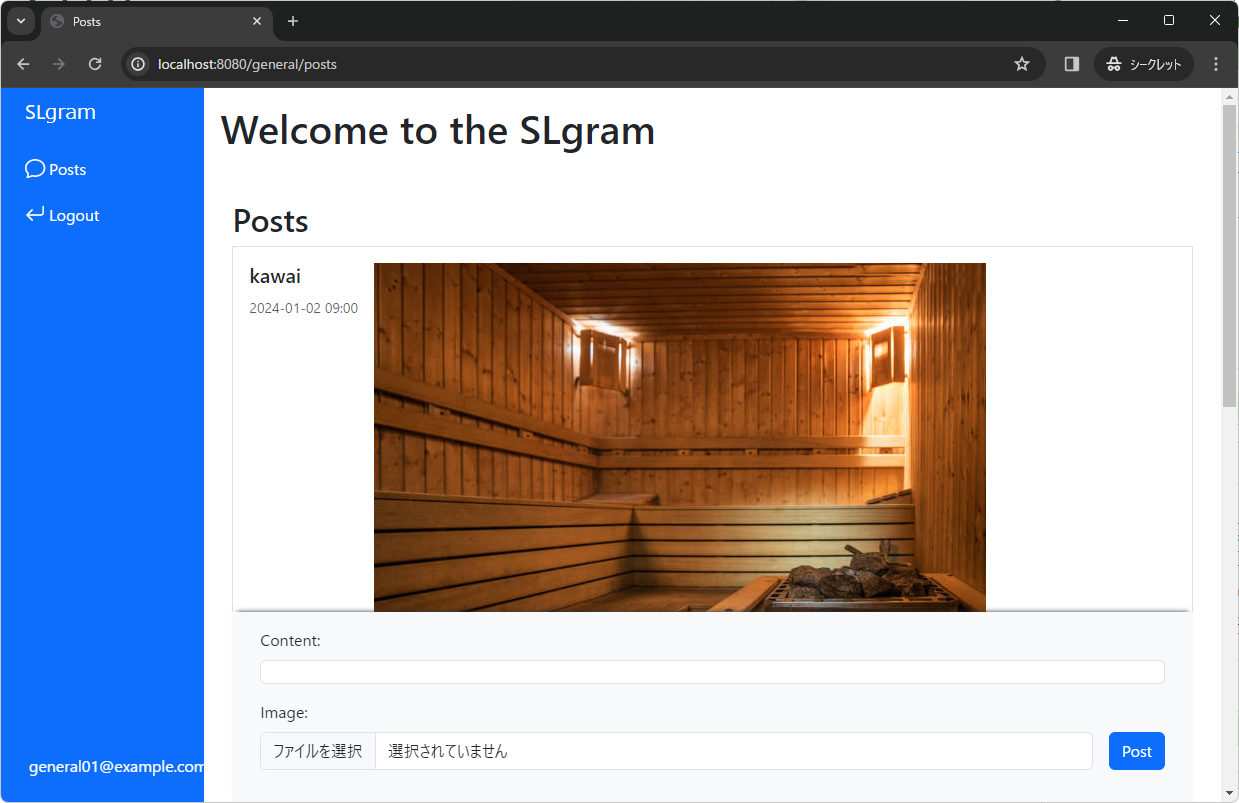 Posts
localhost:8080/general/posts
シークレット
SLgram
Posts
Logout
general01@example.com
Welcome to the SLgram
Posts
kawai
2024-01-02 09:00
Content:
Image:
ファイルを選択 選択されていません
Post